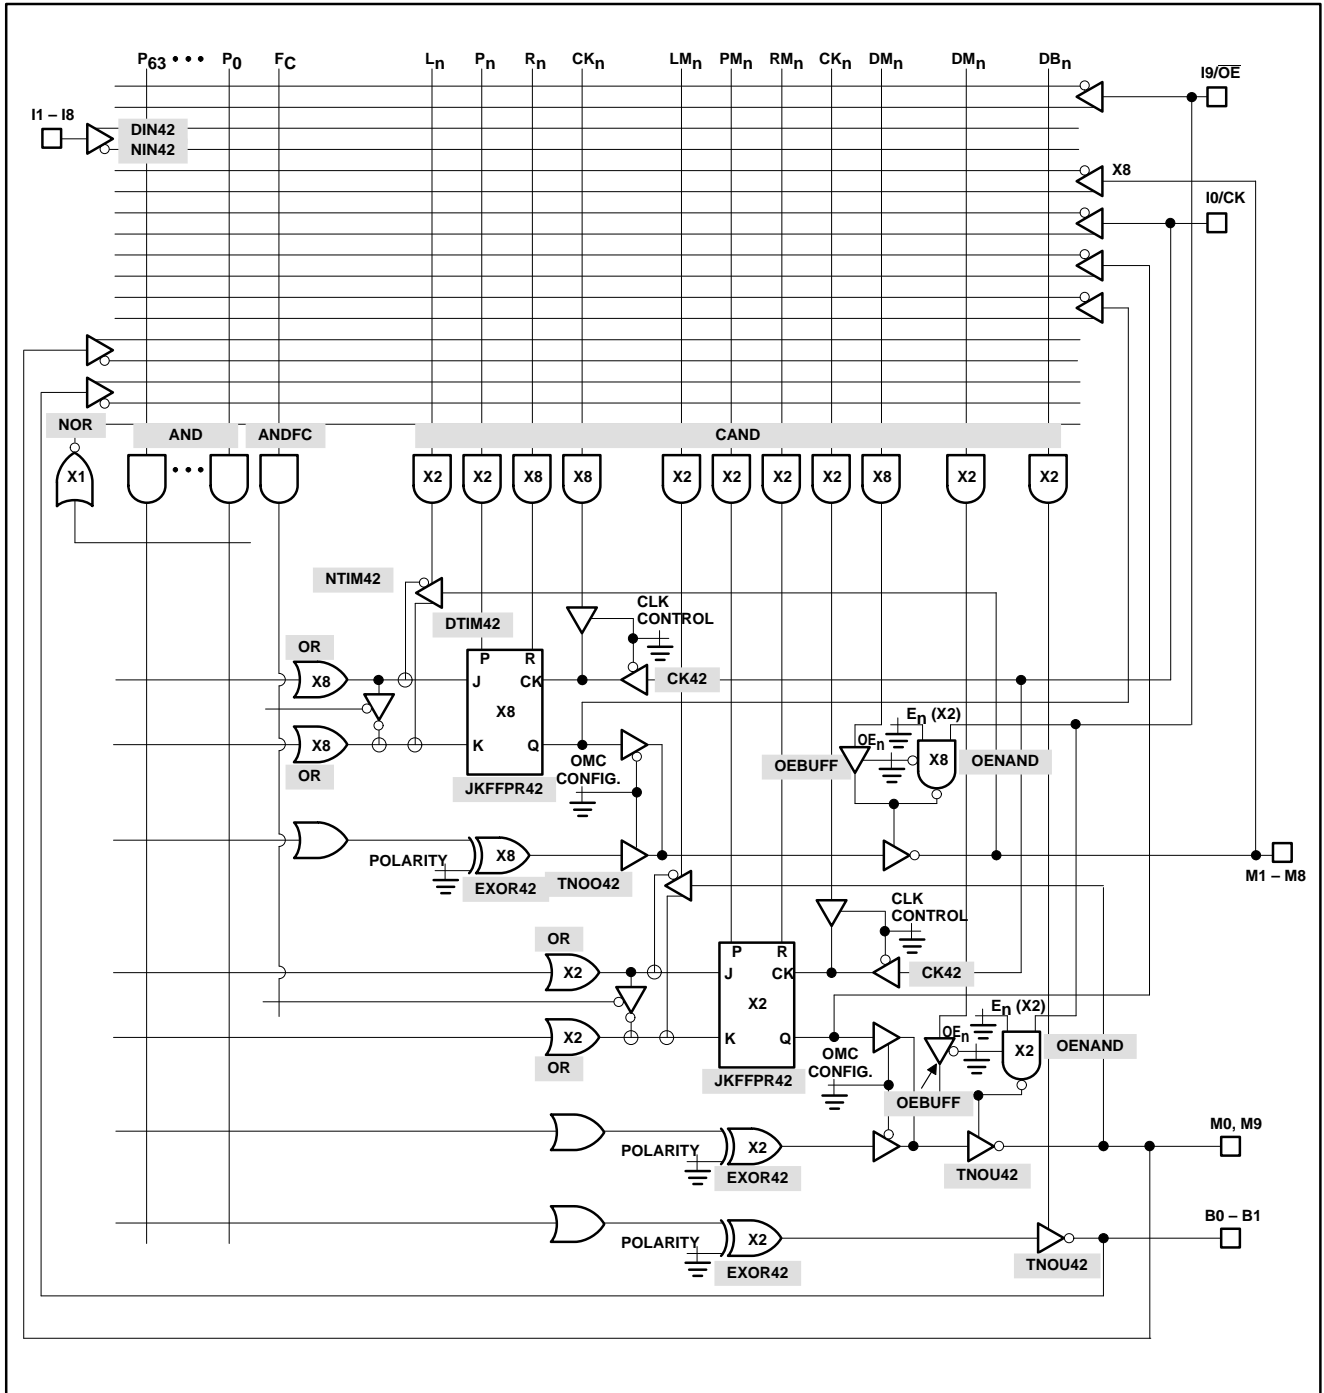 P63 • • • P0 FC Ln Pn Rn CKn LMn PMn RMn CKn DMn DMn DBn
I9/OE
I1 – I8
DIN42
NIN42
X8
I0/CK
NOR
AND
ANDFC
CAND
X1
• • •
X2 X2 X8 X8 X2 X2 X2 X2 X8 X2 X2
NTIM42
CLK
CONTROL
DTIM42
OR
X8
P R
J CK
CK42
X8
X8
K Q
OR
En (X2)
OEn
X8
OEBUFF
OENAND
OMC
CONFIG.
JKFFPR42
POLARITY
X8
EXOR42
TNOO42
M1 – M8
CLK
CONTROL
OR
X2
P R
J CK
CK42
X2
X2
K Q
OR
En (X2)
OEn
X2
OENAND
OMC
CONFIG.
JKFFPR42
OEBUFF
POLARITY
X2
EXOR42
TNOU42
M0, M9
POLARITY
X2
EXOR42
TNOU42
B0 – B1